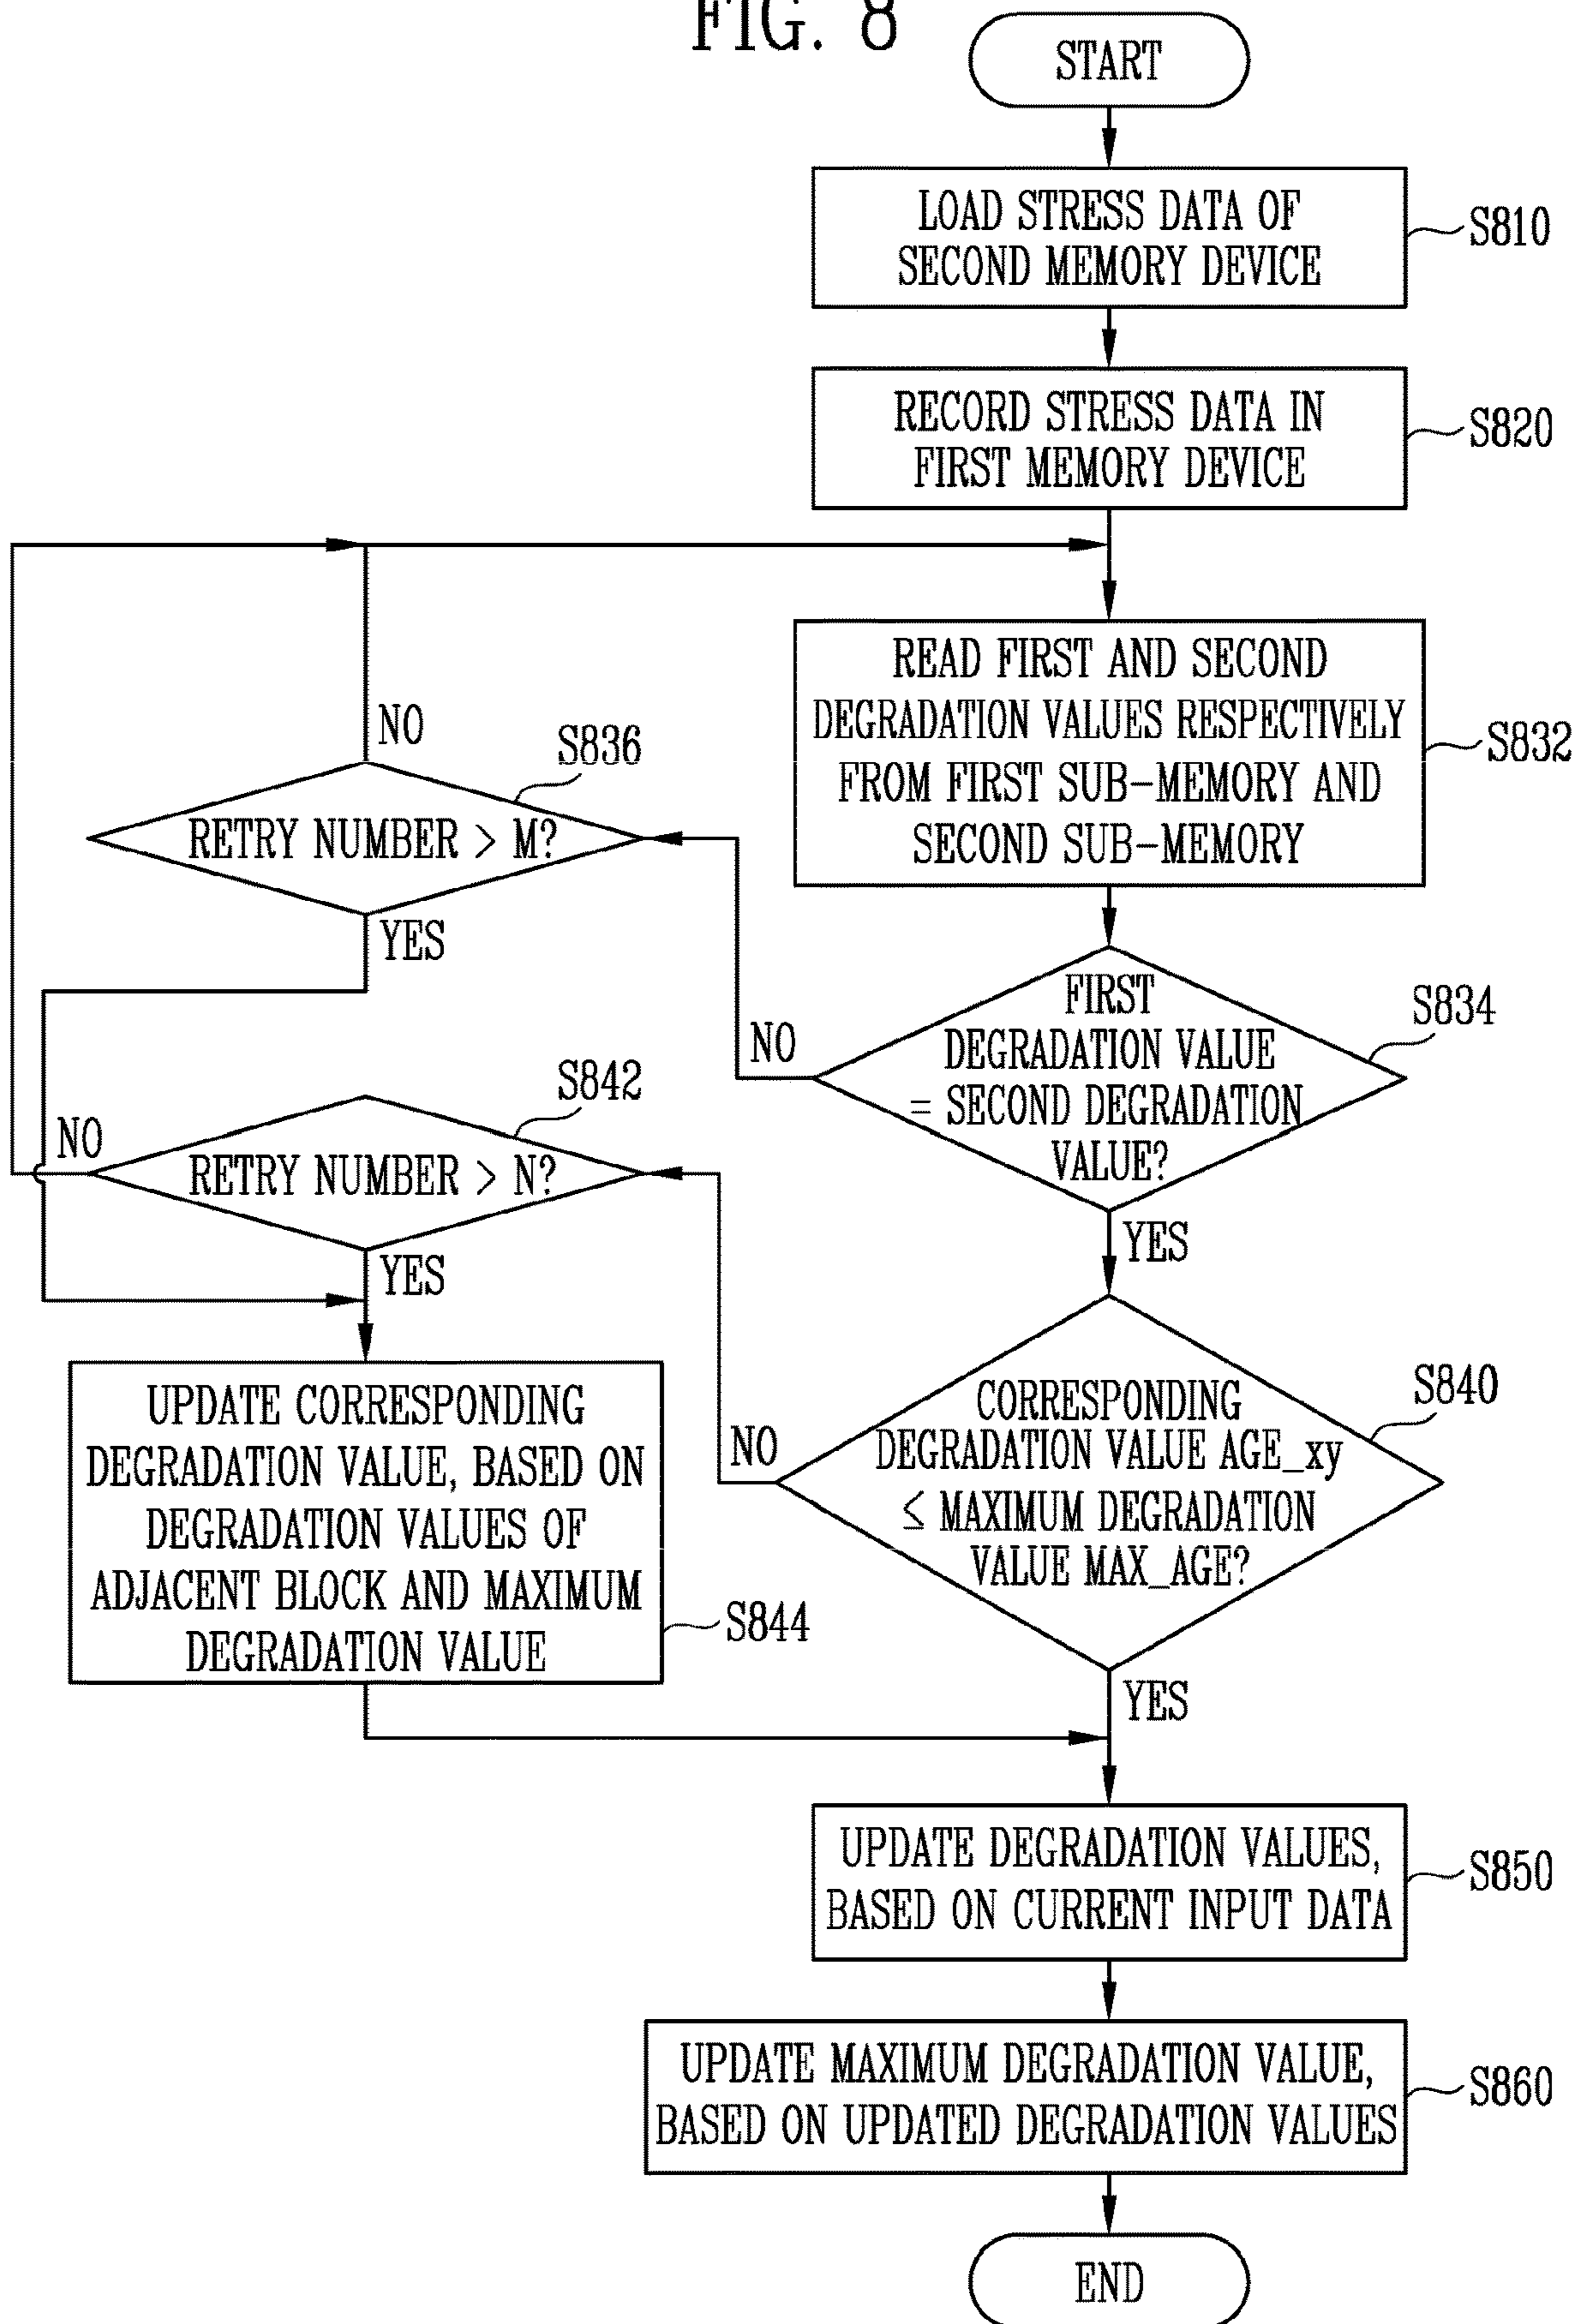 FIG. 8
START
LOAD STRESS DATA OF
SECOND MEMORY DEVICE
S810
RECORD STRESS DATA IN
FIRST MEMORY DEVICE
S820
READ FIRST AND SECOND
DEGRADATION VALUES RESPECTIVELY
FROM FIRST SUB-MEMORY AND
SECOND SUB-MEMORY
S832
NO
S836
RETRY NUMBER > M?
YES
FIRST
DEGRADATION VALUE
= SECOND DEGRADATION
VALUE?
S834
NO
YES
S842
NO
RETRY NUMBER > N?
YES
CORRESPONDING
DEGRADATION VALUE AGE_xy
≤ MAXIMUM DEGRADATION
VALUE MAX_AGE?
S840
NO
YES
UPDATE CORRESPONDING
DEGRADATION VALUE, BASED ON
DEGRADATION VALUES OF
ADJACENT BLOCK AND MAXIMUM
DEGRADATION VALUE
S844
UPDATE DEGRADATION VALUES,
BASED ON CURRENT INPUT DATA
S850
UPDATE MAXIMUM DEGRADATION VALUE,
BASED ON UPDATED DEGRADATION VALUES
S860
END